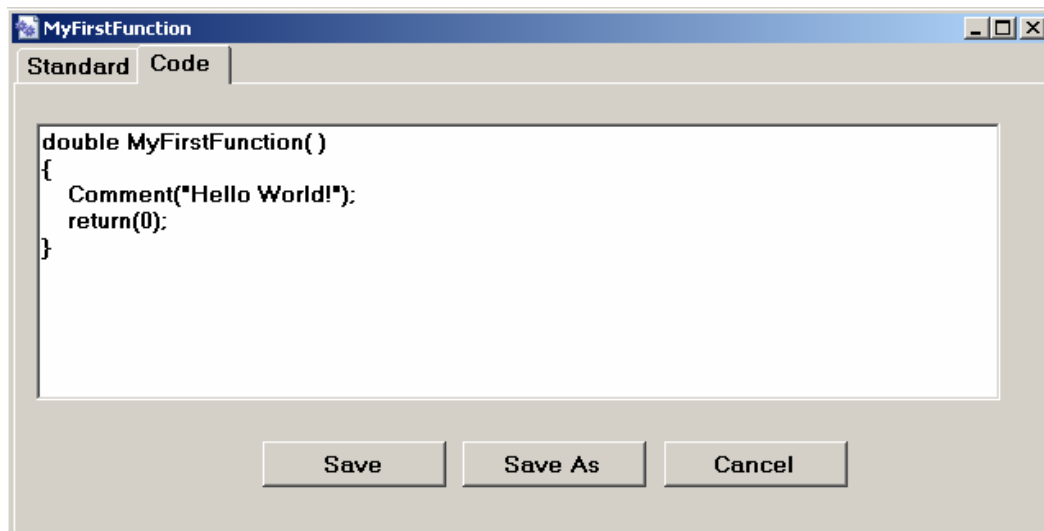 MyFirstFunction
Standard Code
double MyFirstFunction( )
{
Comment("Hello World!");
return(0);
}
Save Save As Cancel